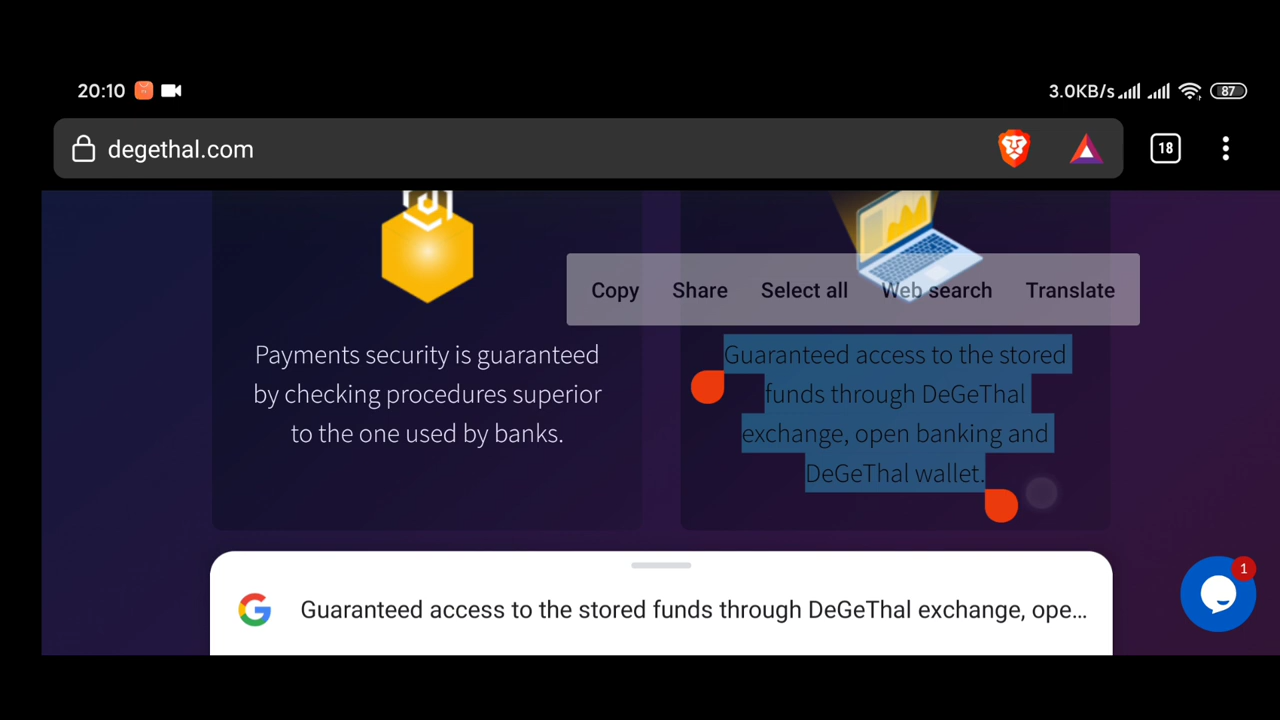 20:10
3.0KB/s
87
degethal.com
18
Copy Share Select all Web search Translate
Payments security is guaranteed
by checking procedures superior
to the one used by banks.
Guaranteed access to the stored
funds through DeGeThal
exchange, open banking and
DeGeThal wallet.
1
Guaranteed access to the stored funds through DeGeThal exchange, ope...